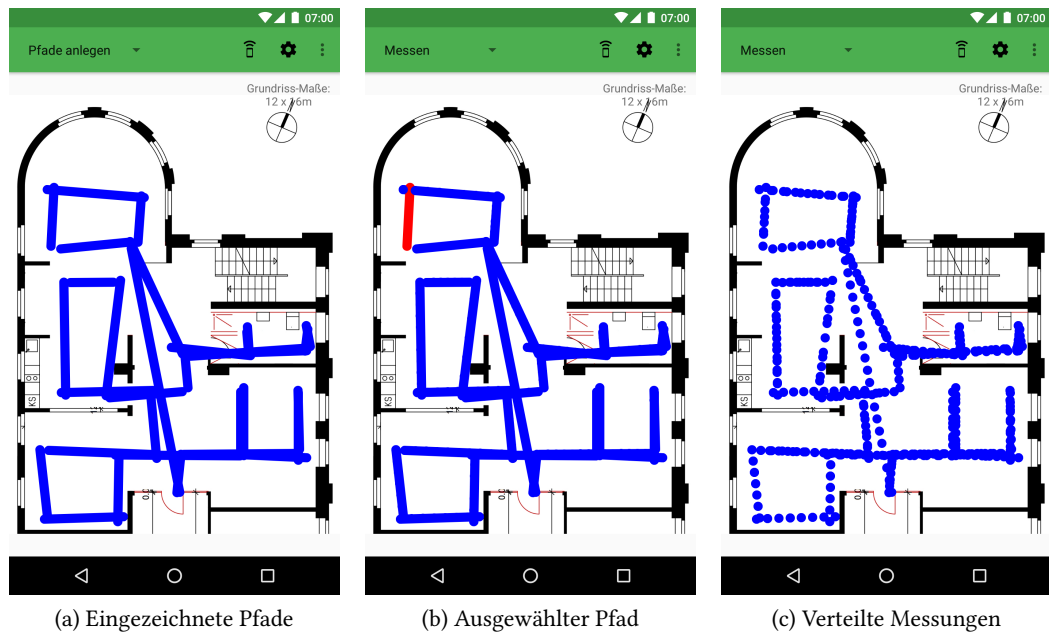 07:00
Pfade anlegen
Grundriss-Maße:
12 x 16m
KS
(a) Eingezeichnete Pfade
07:00
Messen
Grundriss-Maße:
12 x 16m
KS
(b) Ausgewählter Pfad
07:00
Messen
Grundriss-Maße:
12 x 16m
KS
(c) Verteilte Messungen